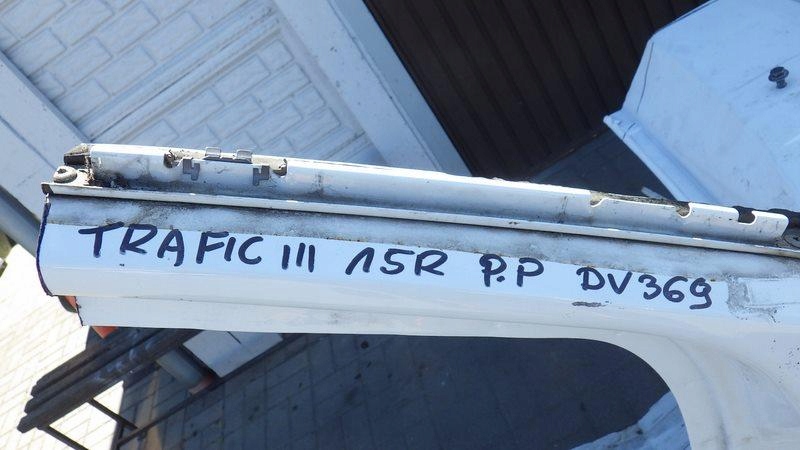 TRAFIC III 15R P.P DV369